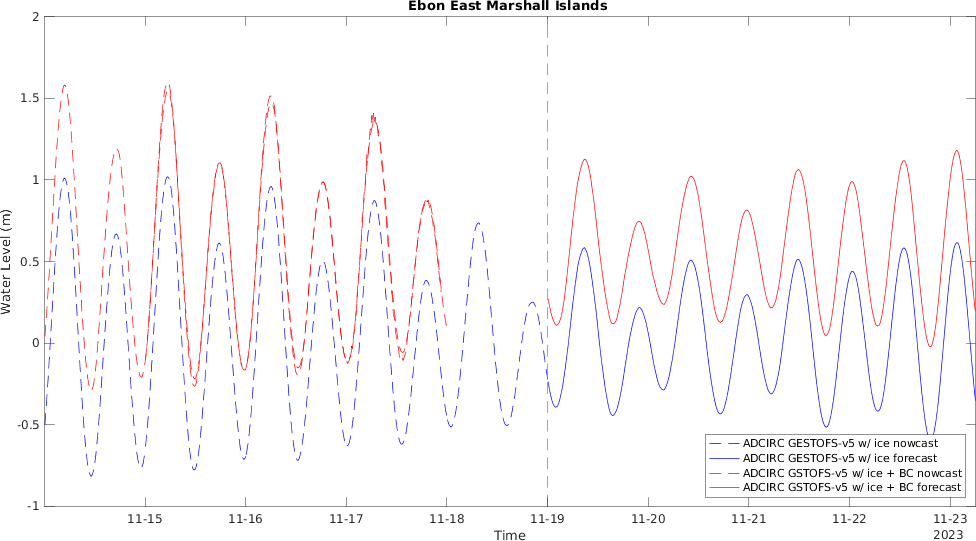 Ebon East Marshall Islands
2
1.5
1
0.5
0
-0.5
-1
Water Level (m)
11-15
11-16
11-17
11-18
11-19
11-20
11-21
11-22
11-23
Time
2023
ADCIRC GESTOFS-v5 w/ ice nowcast
ADCIRC GESTOFS-v5 w/ ice forecast
ADCIRC GSTOFS-v5 w/ ice + BC nowcast
ADCIRC GSTOFS-v5 w/ ice + BC forecast